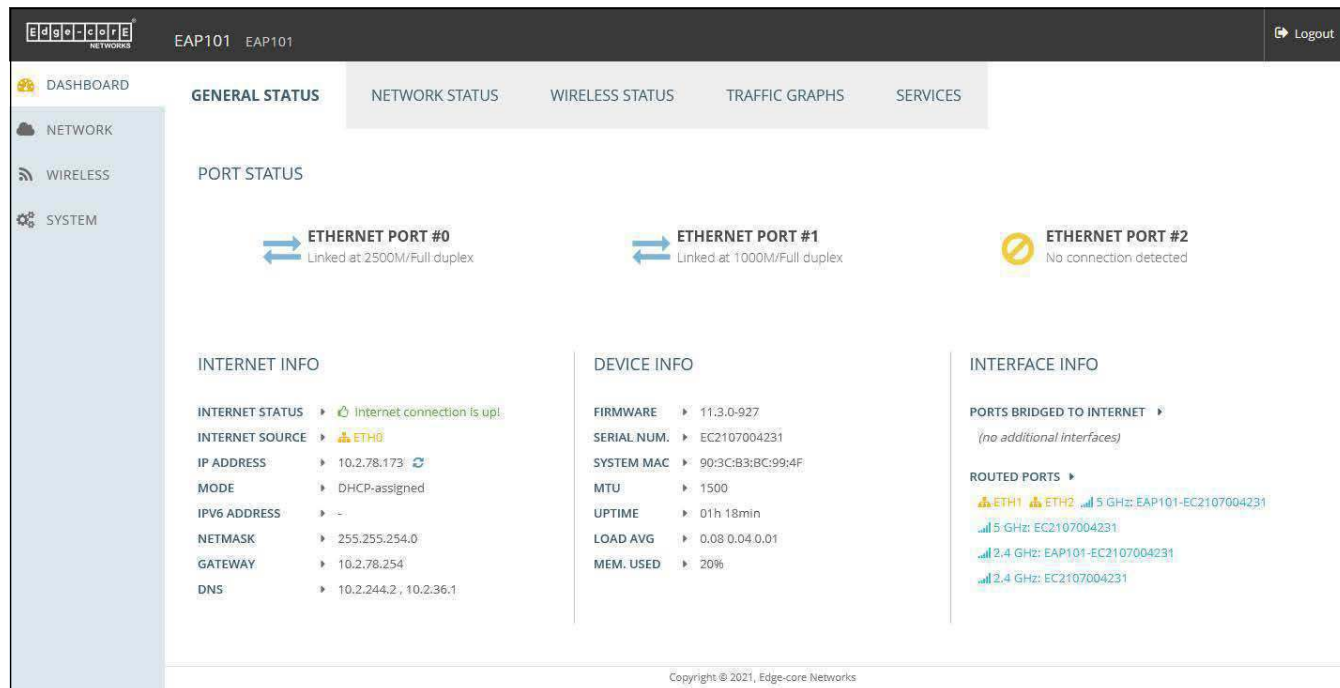 Edge-corE®
NETWORKS
EAP101 EAP101
Logout
DASHBOARD
NETWORK
WIRELESS
SYSTEM
GENERAL STATUS
NETWORK STATUS
WIRELESS STATUS
TRAFFIC GRAPHS
SERVICES
PORT STATUS
ETHERNET PORT #0
Linked at 2500M/Full duplex
ETHERNET PORT #1
Linked at 1000M/Full duplex
ETHERNET PORT #2
No connection detected
INTERNET INFO
INTERNET STATUS Internet connection is up!
INTERNET SOURCE ETH0
IP ADDRESS 10.2.78.173
MODE DHCP-assigned
IPV6 ADDRESS -
NETMASK 255.255.254.0
GATEWAY 10.2.78.254
DNS 10.2.244.2 , 10.2.36.1
DEVICE INFO
FIRMWARE 11.3.0-927
SERIAL NUM. EC2107004231
SYSTEM MAC 90:3C:B3:BC:99:4F
MTU 1500
UPTIME 01h 18min
LOAD AVG 0.08 0.04 0.01
MEM. USED 20%
INTERFACE INFO
PORTS BRIDGED TO INTERNET
(no additional interfaces)
ROUTED PORTS
ETH1 ETH2 5 GHz: EAP101-EC2107004231
5 GHz: EC2107004231
2.4 GHz: EAP101-EC2107004231
2.4 GHz: EC2107004231
Copyright © 2021, Edge-core Networks